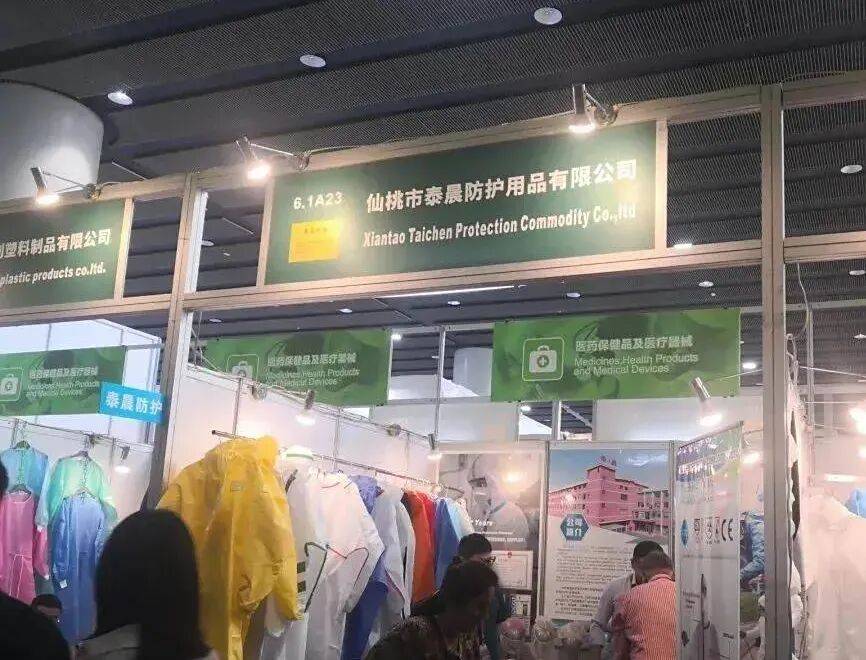 6.1A23
仙桃市泰晨防护用品有限公司
Xiantao Taichen Protection Commodity Co.,ltd
塑料制品有限公司
plastic products co.ltd.
医药保健品及医疗器械
Medicines,Health Products
and Medical Devices
医药保健品及医疗器械
Medicines,Health Products
and Medical Devices
医药保健品及医疗器械
Medicines,Health Products
and Medical Devices
泰晨防护
公司
简介
Years
CE